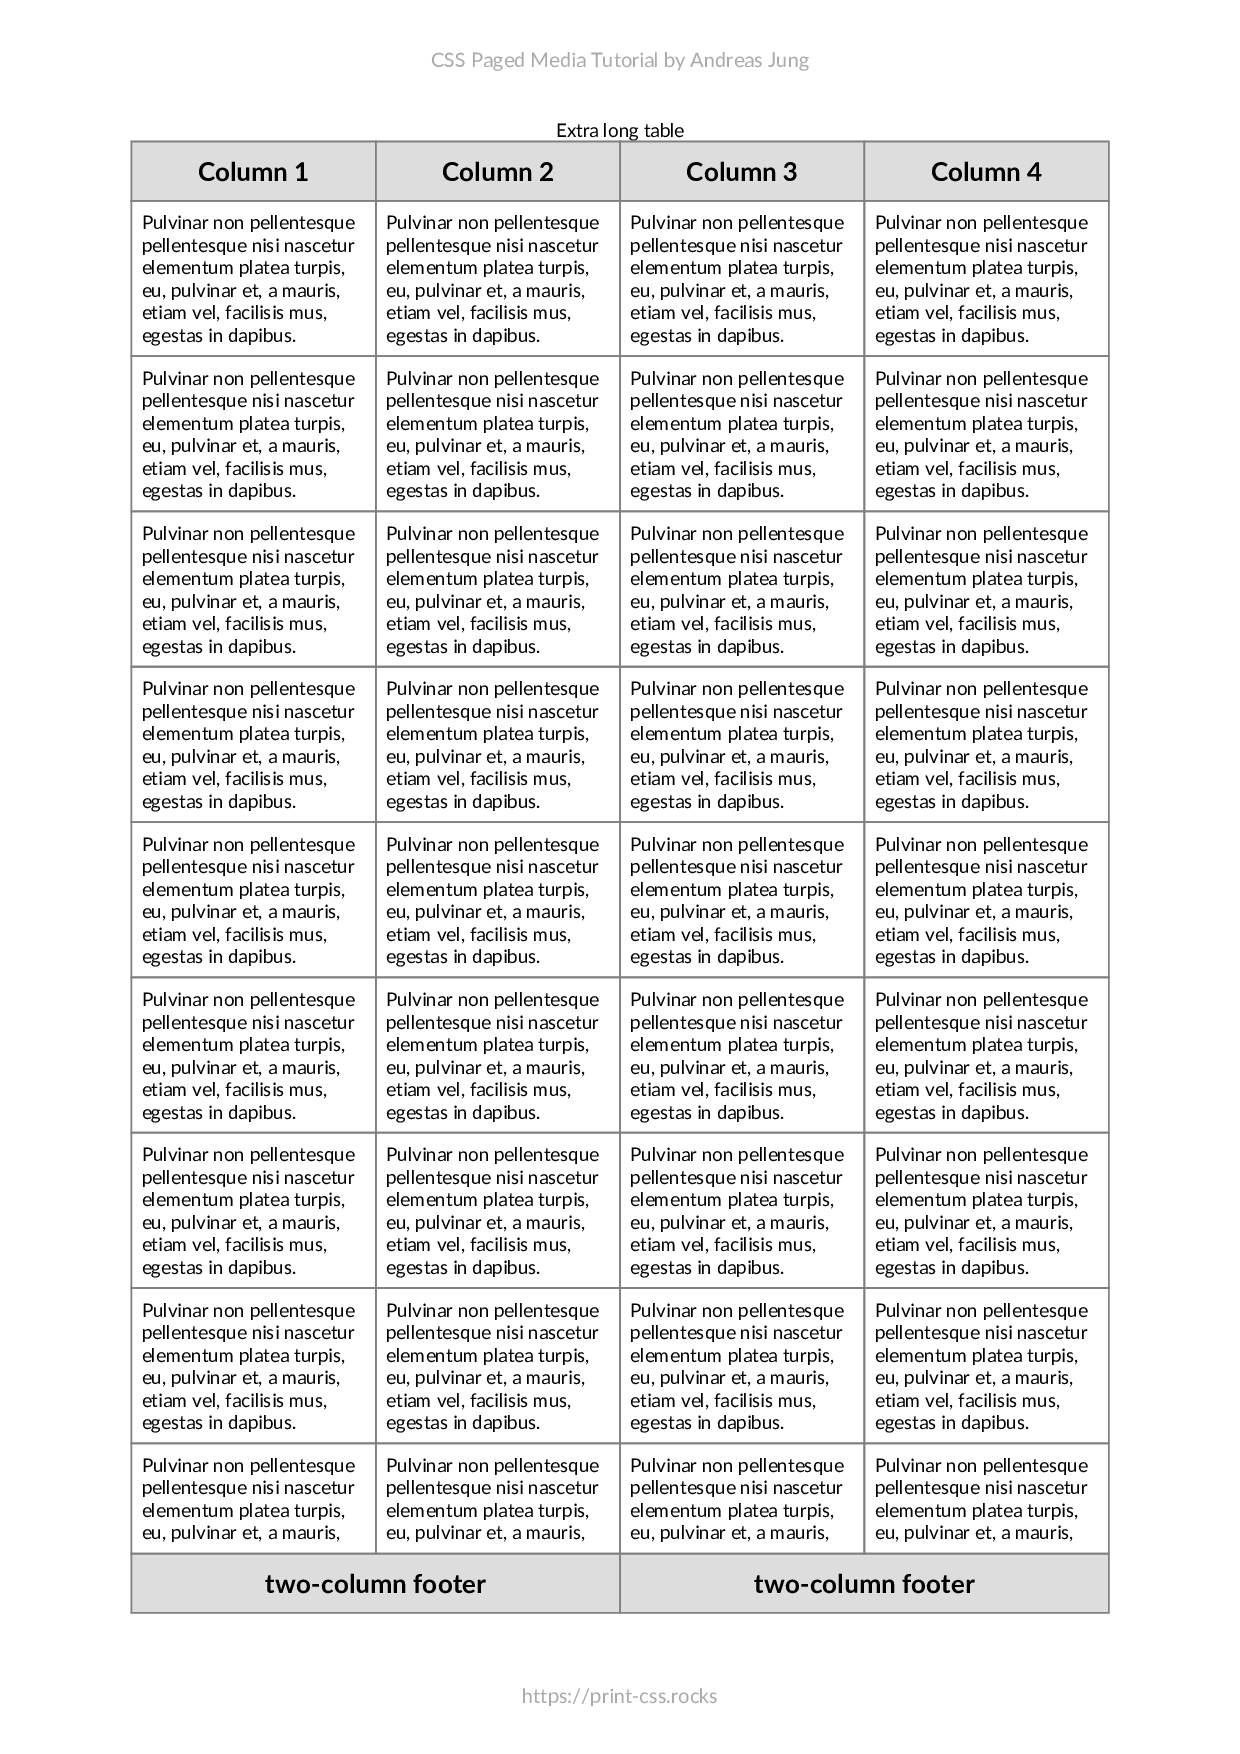 CSS Paged Media Tutorial by Andreas Jung
Extra long table
Column 1 Column 2 Column 3 Column 4
Pulvinar non pellentesque Pulvinar non pellentesque Pulvinar non pellentesque Pulvinar non pellentesque
pellentesque nisi nascetur pellentesque nisi nascetur pellentesque nisi nascetur pellentesque nisi nascetur
elementum platea turpis, elementum platea turpis, elementum platea turpis, elementum platea turpis,
eu, pulvinar et, a mauris, eu, pulvinar et, a mauris, eu, pulvinar et, a mauris, eu, pulvinar et, a mauris,
etiam vel, facilisis mus, etiam vel, facilisis mus, etiam vel, facilisis mus, etiam vel, facilisis mus,
egestas in dapibus. egestas in dapibus. egestas in dapibus. egestas in dapibus.
Pulvinar non pellentesque Pulvinar non pellentesque Pulvinar non pellentesque Pulvinar non pellentesque
pellentesque nisi nascetur pellentesque nisi nascetur pellentesque nisi nascetur pellentesque nisi nascetur
elementum platea turpis, elementum platea turpis, elementum platea turpis, elementum platea turpis,
eu, pulvinar et, a mauris, eu, pulvinar et, a mauris, eu, pulvinar et, a mauris, eu, pulvinar et, a mauris,
etiam vel, facilisis mus, etiam vel, facilisis mus, etiam vel, facilisis mus, etiam vel, facilisis mus,
egestas in dapibus. egestas in dapibus. egestas in dapibus. egestas in dapibus.
Pulvinar non pellentesque Pulvinar non pellentesque Pulvinar non pellentesque Pulvinar non pellentesque
pellentesque nisi nascetur pellentesque nisi nascetur pellentesque nisi nascetur pellentesque nisi nascetur
elementum platea turpis, elementum platea turpis, elementum platea turpis, elementum platea turpis,
eu, pulvinar et, a mauris, eu, pulvinar et, a mauris, eu, pulvinar et, a mauris, eu, pulvinar et, a mauris,
etiam vel, facilisis mus, etiam vel, facilisis mus, etiam vel, facilisis mus, etiam vel, facilisis mus,
egestas in dapibus. egestas in dapibus. egestas in dapibus. egestas in dapibus.
Pulvinar non pellentesque Pulvinar non pellentesque Pulvinar non pellentesque Pulvinar non pellentesque
pellentesque nisi nascetur pellentesque nisi nascetur pellentesque nisi nascetur pellentesque nisi nascetur
elementum platea turpis, elementum platea turpis, elementum platea turpis, elementum platea turpis,
eu, pulvinar et, a mauris, eu, pulvinar et, a mauris, eu, pulvinar et, a mauris, eu, pulvinar et, a mauris,
etiam vel, facilisis mus, etiam vel, facilisis mus, etiam vel, facilisis mus, etiam vel, facilisis mus,
egestas in dapibus. egestas in dapibus. egestas in dapibus. egestas in dapibus.
Pulvinar non pellentesque Pulvinar non pellentesque Pulvinar non pellentesque Pulvinar non pellentesque
pellentesque nisi nascetur pellentesque nisi nascetur pellentesque nisi nascetur pellentesque nisi nascetur
elementum platea turpis, elementum platea turpis, elementum platea turpis, elementum platea turpis,
eu, pulvinar et, a mauris, eu, pulvinar et, a mauris, eu, pulvinar et, a mauris, eu, pulvinar et, a mauris,
etiam vel, facilisis mus, etiam vel, facilisis mus, etiam vel, facilisis mus, etiam vel, facilisis mus,
egestas in dapibus. egestas in dapibus. egestas in dapibus. egestas in dapibus.
Pulvinar non pellentesque Pulvinar non pellentesque Pulvinar non pellentesque Pulvinar non pellentesque
pellentesque nisi nascetur pellentesque nisi nascetur pellentesque nisi nascetur pellentesque nisi nascetur
elementum platea turpis, elementum platea turpis, elementum platea turpis, elementum platea turpis,
eu, pulvinar et, a mauris, eu, pulvinar et, a mauris, eu, pulvinar et, a mauris, eu, pulvinar et, a mauris,
etiam vel, facilisis mus, etiam vel, facilisis mus, etiam vel, facilisis mus, etiam vel, facilisis mus,
egestas in dapibus. egestas in dapibus. egestas in dapibus. egestas in dapibus.
Pulvinar non pellentesque Pulvinar non pellentesque Pulvinar non pellentesque Pulvinar non pellentesque
pellentesque nisi nascetur pellentesque nisi nascetur pellentesque nisi nascetur pellentesque nisi nascetur
elementum platea turpis, elementum platea turpis, elementum platea turpis, elementum platea turpis,
eu, pulvinar et, a mauris, eu, pulvinar et, a mauris, eu, pulvinar et, a mauris, eu, pulvinar et, a mauris,
etiam vel, facilisis mus, etiam vel, facilisis mus, etiam vel, facilisis mus, etiam vel, facilisis mus,
egestas in dapibus. egestas in dapibus. egestas in dapibus. egestas in dapibus.
Pulvinar non pellentesque Pulvinar non pellentesque Pulvinar non pellentesque Pulvinar non pellentesque
pellentesque nisi nascetur pellentesque nisi nascetur pellentesque nisi nascetur pellentesque nisi nascetur
elementum platea turpis, elementum platea turpis, elementum platea turpis, elementum platea turpis,
eu, pulvinar et, a mauris, eu, pulvinar et, a mauris, eu, pulvinar et, a mauris, eu, pulvinar et, a mauris,
etiam vel, facilisis mus, etiam vel, facilisis mus, etiam vel, facilisis mus, etiam vel, facilisis mus,
egestas in dapibus. egestas in dapibus. egestas in dapibus. egestas in dapibus.
Pulvinar non pellentesque Pulvinar non pellentesque Pulvinar non pellentesque Pulvinar non pellentesque
pellentesque nisi nascetur pellentesque nisi nascetur pellentesque nisi nascetur pellentesque nisi nascetur
elementum platea turpis, elementum platea turpis, elementum platea turpis, elementum platea turpis,
eu, pulvinar et, a mauris, eu, pulvinar et, a mauris, eu, pulvinar et, a mauris, eu, pulvinar et, a mauris,
two-column footer two-column footer
https://print-css.rocks